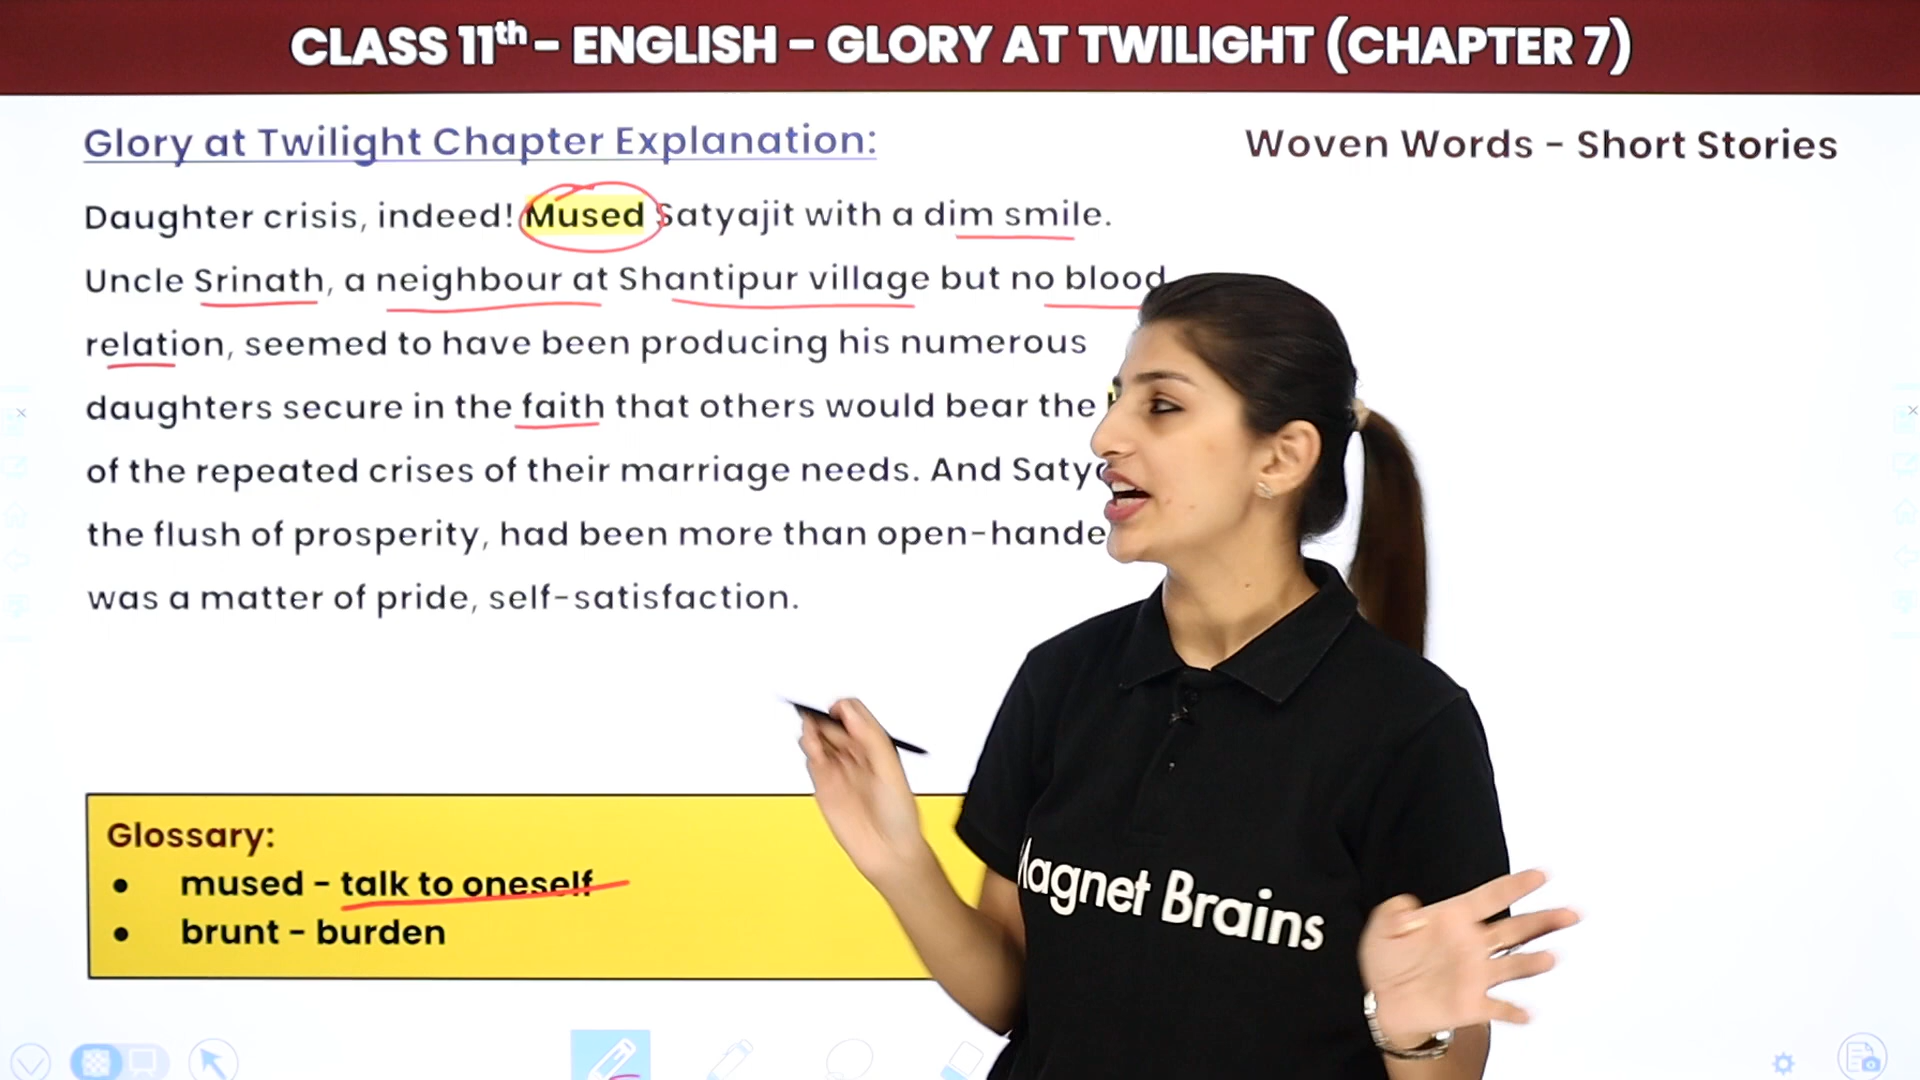 CLASS 11th – ENGLISH – GLORY AT TWILIGHT (CHAPTER 7)
Glory at Twilight Chapter Explanation:
Woven Words – Short Stories
Daughter crisis, indeed! Mused Satyajit with a dim smile.
Uncle Srinath, a neighbour at Shantipur village but no blood
relation, seemed to have been producing his numerous
daughters secure in the faith that others would bear the
of the repeated crises of their marriage needs. And
the flush of prosperity, had been more than
was a matter of pride, self-satisfaction.
Glossary:
● mused – talk to oneself
● brunt – burden
Magnet Brains